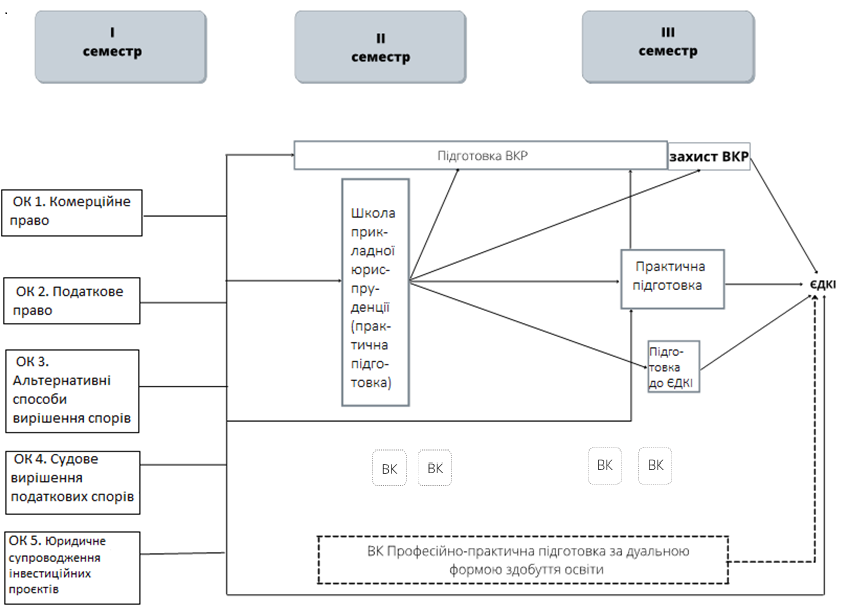 .
I
семестр
II
семестр
III
семестр
Підготовка ВКР
захист ВКР
ОК 1. Комерційне
право
ОК 2. Податкове
право
ОК 3.
Альтернативні
способи
вирішення спорів
ОК 4. Судове
вирішення
податкових спорів
ОК 5. Юридичне
супроводження
інвестиційних
проєктів
Школа
прик-
ладної
юрис-
пру-
денції
(прак-
тична
підго-
товка)
Практична
підготовка
Підго-
товка
до ЄДКІ
ЄДКІ
ВК
ВК
ВК
ВК
ВК Професійно-практична підготовка за дуальною
формою здобуття освіти